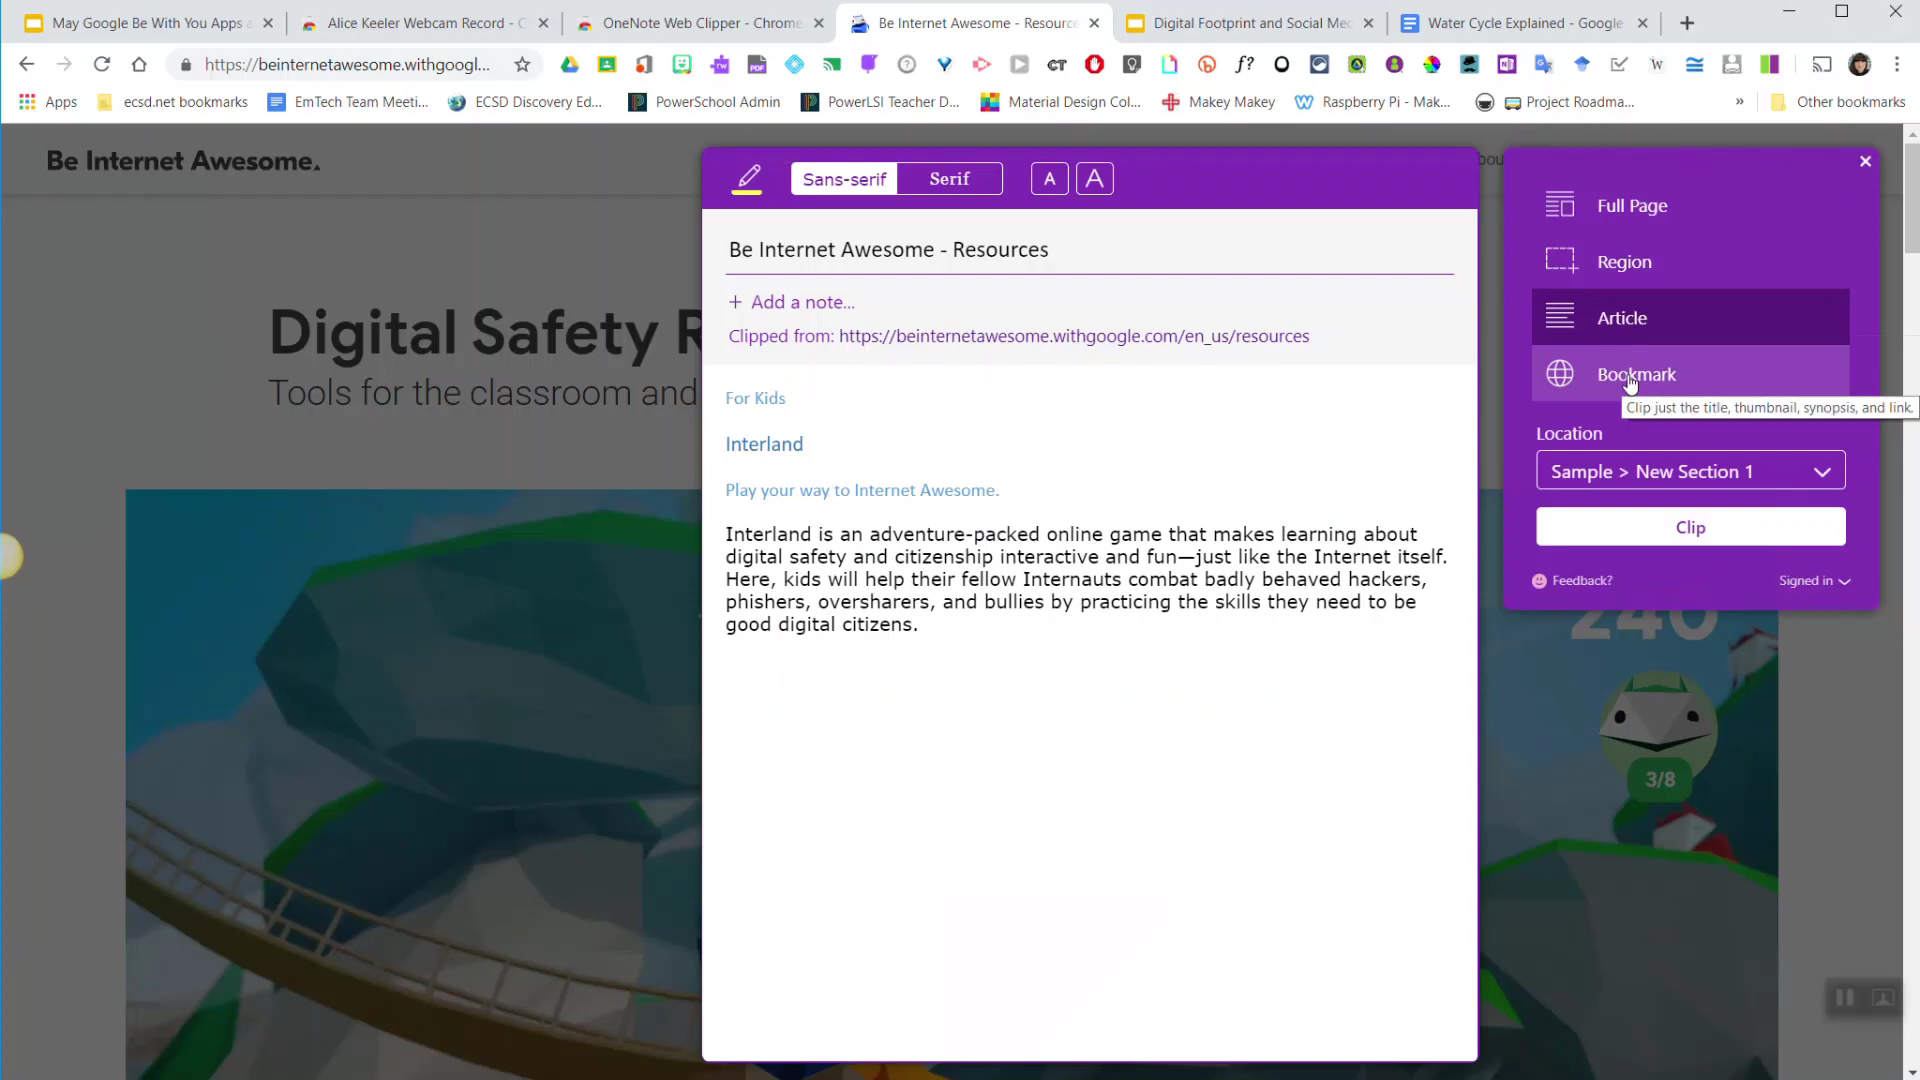 May Google Be With You Apps a
Alice Keeler Webcam Record - C
OneNote Web Clipper - Chrome
Be Internet Awesome - Resource
Digital Footprint and Social Med
Water Cycle Explained - Google
https://beinternetawesome.withgoogl...
Apps
ecsd.net bookmarks
EmTech Team Meeti...
ECSD Discovery Ed...
PowerSchool Admin
PowerLSI Teacher D...
Material Design Col...
Makey Makey
Raspberry Pi - Mak...
Project Roadma...
»
Other bookmarks
Be Internet Awesome.
Digital Safety R
Tools for the classroom and
Sans-serif
Serif
A
A
Be Internet Awesome - Resources
+ Add a note...
Clipped from: https://beinternetawesome.withgoogle.com/en_us/resources
For Kids
Interland
Play your way to Internet Awesome.
Interland is an adventure-packed online game that makes learning about
digital safety and citizenship interactive and fun—just like the Internet itself.
Here, kids will help their fellow Internauts combat badly behaved hackers,
phishers, oversharers, and bullies by practicing the skills they need to be
good digital citizens.
bou
Full Page
Region
Article
Bookmark
Clip just the title, thumbnail, synopsis, and link.
Location
Sample > New Section 1
Clip
Feedback?
Signed in
240
3/8